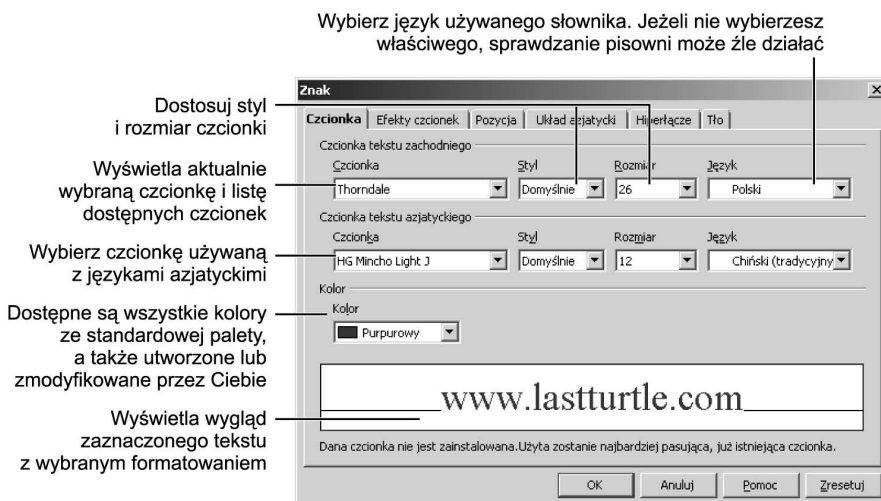 Wybierz język używanego słownika. Jeżeli nie wybierzesz
właściwego, sprawdzanie pisowni może źle działać
Dostosuj styl
i rozmiar czcionki
Wyświetla aktualnie
wybraną czcionkę i listę
dostępnych czcionek
Wybierz czcionkę używaną
z językami azjatyckimi
Dostępne są wszystkie kolory
ze standardowej palety,
a także utworzone lub
zmodyfikowane przez Ciebie
Wyświetla wygląd
zaznaczonego tekstu
z wybranym formatowaniem
Znak
Czcionka Efekty czcionek Pozycja Układ azjatycki Hiperłącze Tło
Czcionka tekstu zachodniego
Czcionka Styl Rozmiar Język
Thorndale Domyślnie 26 Polski
Czcionka tekstu azjatyckiego
Czcionka Styl Rozmiar Język
HG Mincho Light J Domyślnie 12 Chiński (tradycyjny
Kolor
Kolor
Purpurowy
www.lastturtle.com
Dana czcionka nie jest zainstalowana.Użyta zostanie najbardziej pasująca, już istniejąca czcionka.
OK Anuluj Pomoc Zresetuj